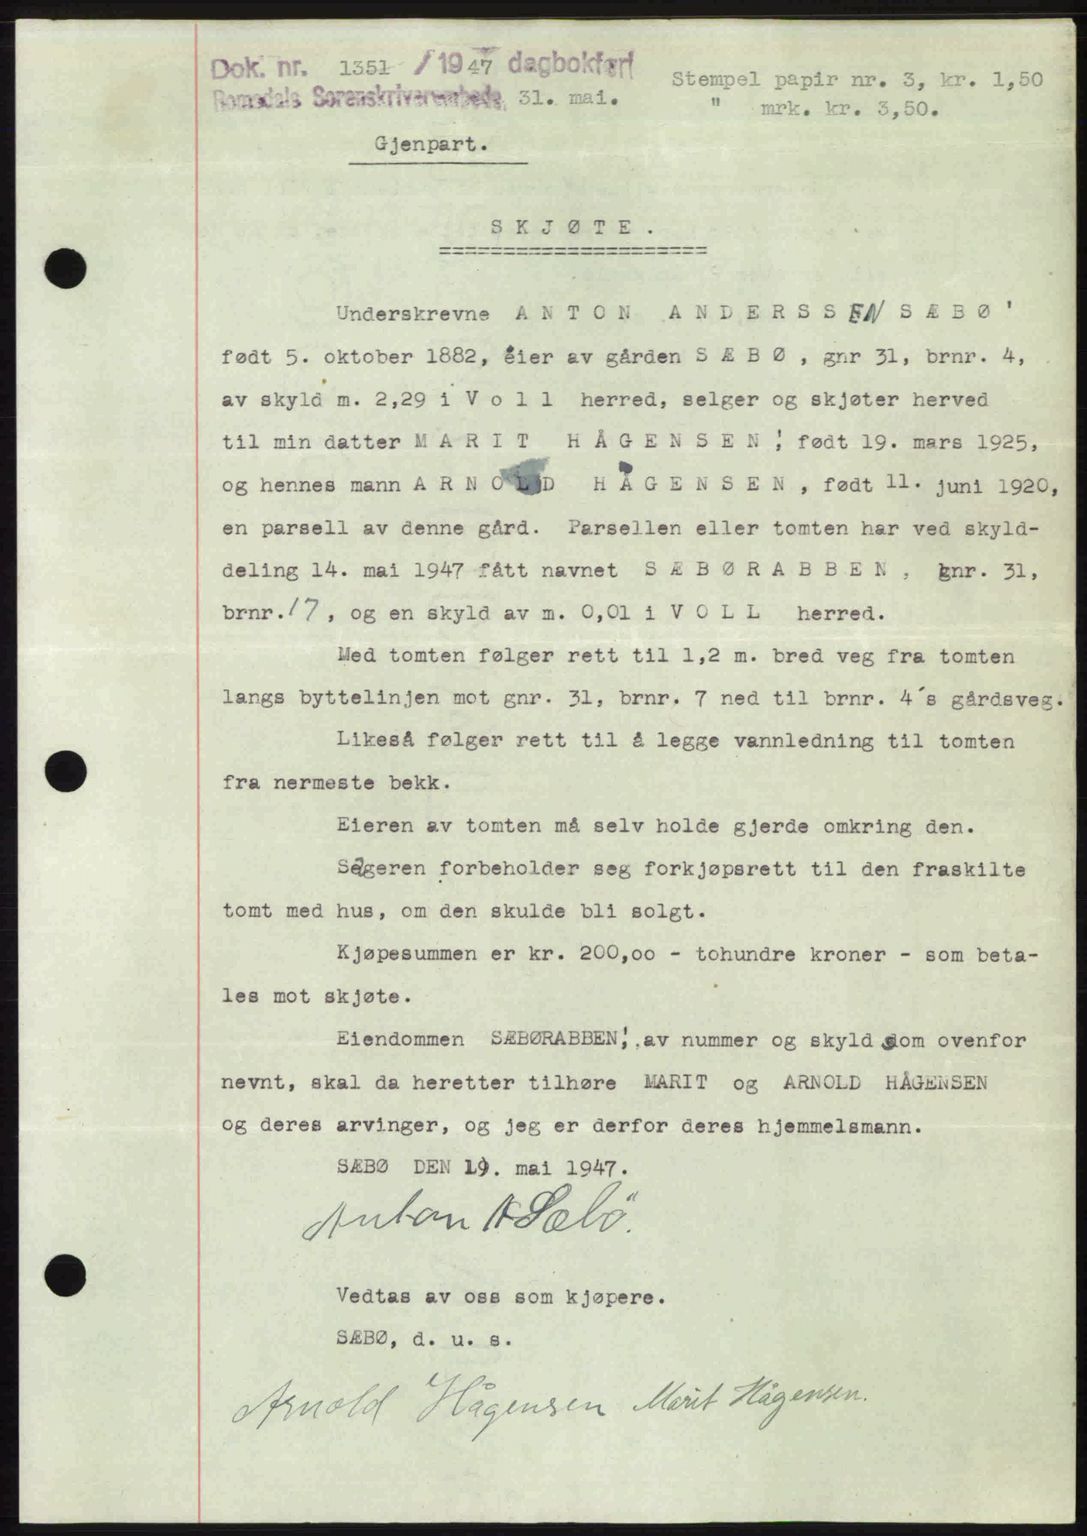 Dok. nr. 1351 /1947 dagbokført
Romsdals Sorenskriverembede, 31. mai.
Stempel papir nr. 3, kr. 1,50
" mrk. kr. 3,50.
Gjenpart.
SKJØTE.
Underskrevne ANTON ANDERSSEN SÆBØ'
født 5. oktober 1882, eier av gården SÆBØ, gnr 31, brnr. 4,
av skyld m. 2,29 i Voll herred, selger og skjøter herved
til min datter MARIT HÅGENSEN, født 19. mars 1925,
og hennes mann ARNOLD HÅGENSEN, født 11. juni 1920,
en parsell av denne gård. Parsellen eller tomten har ved skyld-
deling 14. mai 1947 fått navnet SÆBØRABBEN, gnr. 31,
brnr. 17, og en skyld av m. 0,01 i VOLL herred.
Med tomten følger rett til 1,2 m. bred veg fra tomten
langs byttelinjen mot gnr. 31, brnr. 7 ned til brnr. 4´s gårdsveg.
Likeså følger rett til å legge vannledning til tomten
fra nermeste bekk.
Eieren av tomten må selv holde gjerde omkring den.
Selgeren forbeholder seg forkjøpsrett til den fraskilte
tomt med hus, om den skulde bli solgt.
Kjøpesummen er kr. 200,oo - tohundre kroner - som beta-
les mot skjøte.
Eiendommen SÆBØRABBEN, av nummer og skyld som ovenfor
nevnt, skal da heretter tilhøre MARIT og ARNOLD HÅGENSEN
og deres arvinger, og jeg er derfor deres hjemmelsmann.
SÆBØ DEN 19. mai 1947.
Anton A Sæbö.
Vedtas av oss som kjøpere.
SÆBØ, d. u. s.
Arnold Hågensen Marit Hågensen.